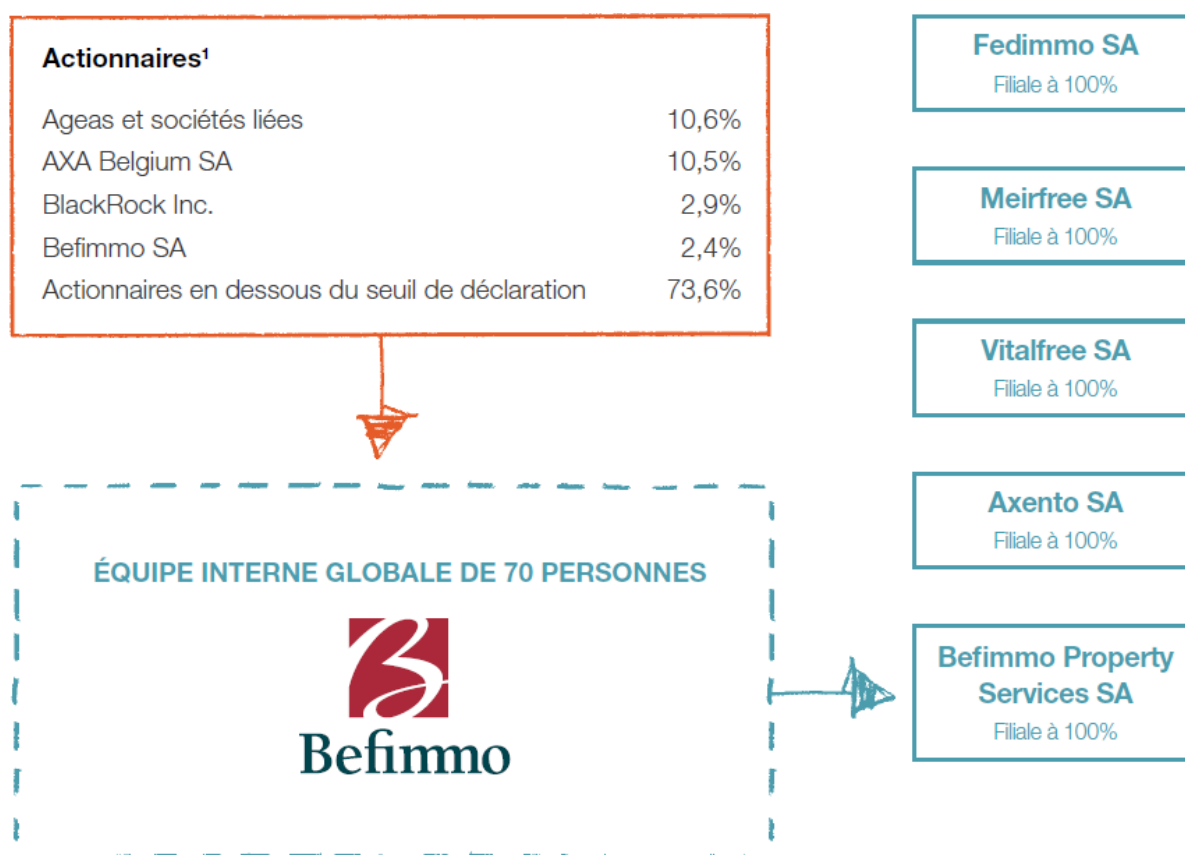 Actionnaires¹
Ageas et sociétés liées 10,6%
AXA Belgium SA 10,5%
BlackRock Inc. 2,9%
Befimmo SA 2,4%
Actionnaires en dessous du seuil de déclaration 73,6%
ÉQUIPE INTERNE GLOBALE DE 70 PERSONNES
Befimmo
Fedimmo SA
Filiale à 100%
Meirfree SA
Filiale à 100%
Vitalfree SA
Filiale à 100%
Axento SA
Filiale à 100%
Befimmo Property
Services SA
Filiale à 100%